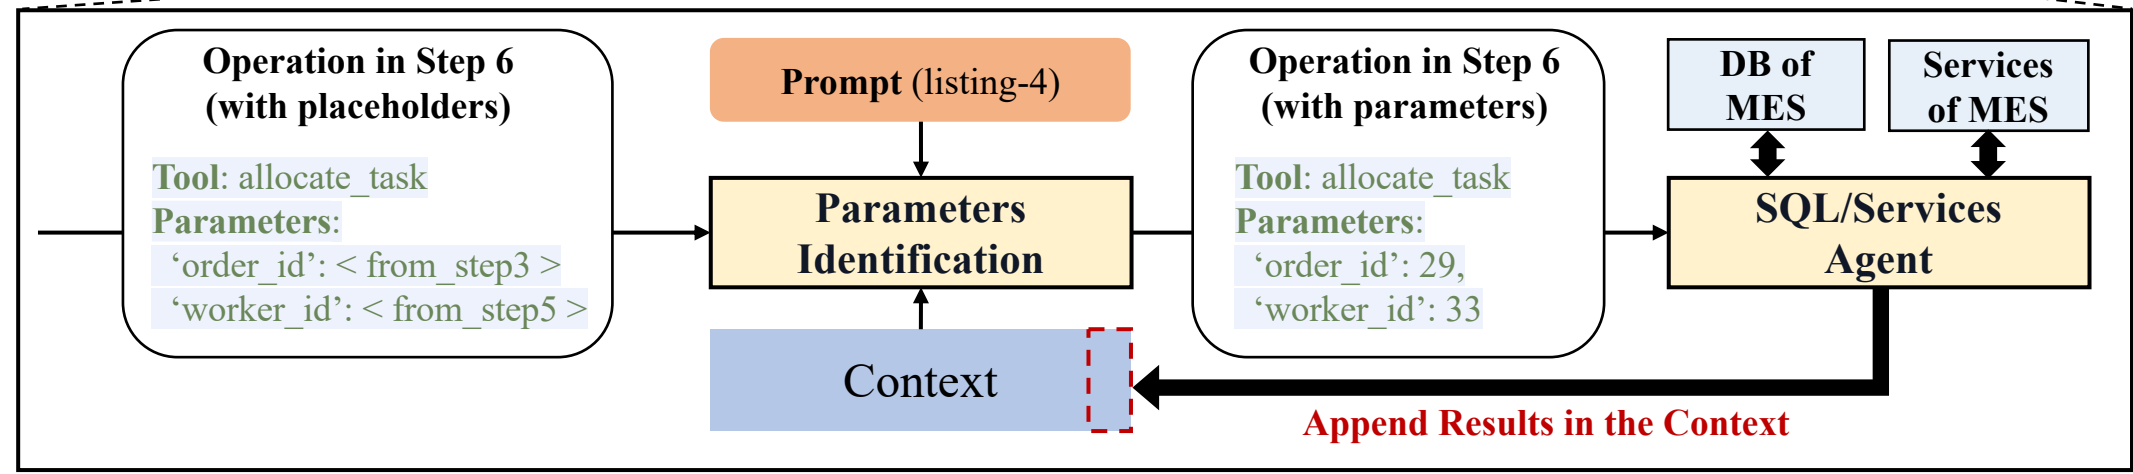 Operation in Step 6
(with placeholders)
Tool: allocate_task
Parameters:
‘order_id’: < from_step3 >
‘worker_id’: < from_step5 >
Prompt (listing-4)
Parameters
Identification
Context
Operation in Step 6
(with parameters)
Tool: allocate_task
Parameters:
‘order_id’: 29,
‘worker_id’: 33
DB of
MES
Services
of MES
SQL/Services
Agent
Append Results in the Context